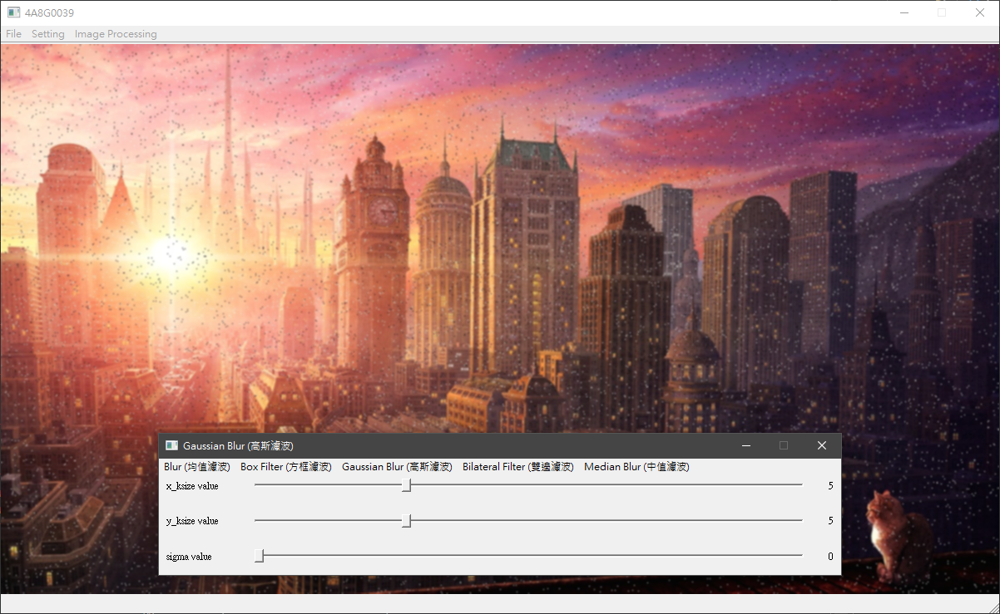 4A8G0039
File Setting Image Processing
Gaussian Blur (高斯濾波)
Blur (均值濾波) Box Filter (方框濾波) Gaussian Blur (高斯濾波) Bilateral Filter (雙邊濾波) Median Blur (中值濾波)
x_ksize value 5
y_ksize value 5
sigma value 0